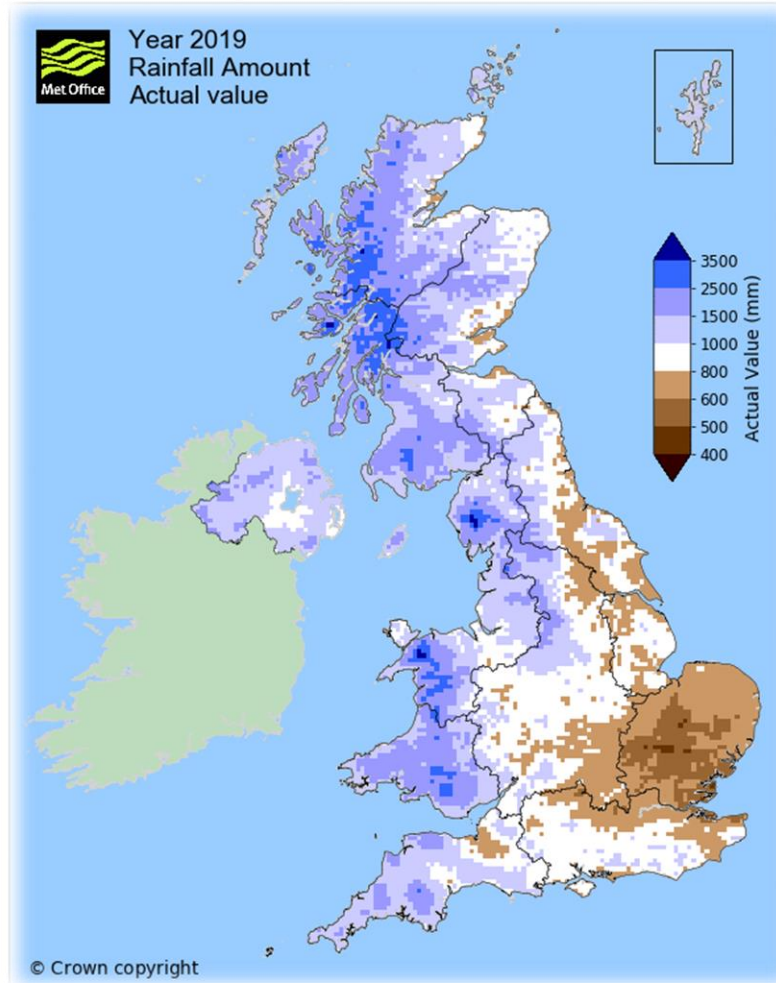 Met Office
Year 2019
Rainfall Amount
Actual value
3500
2500
1500
1000
800
600
500
400
Actual Value (mm)
© Crown copyright